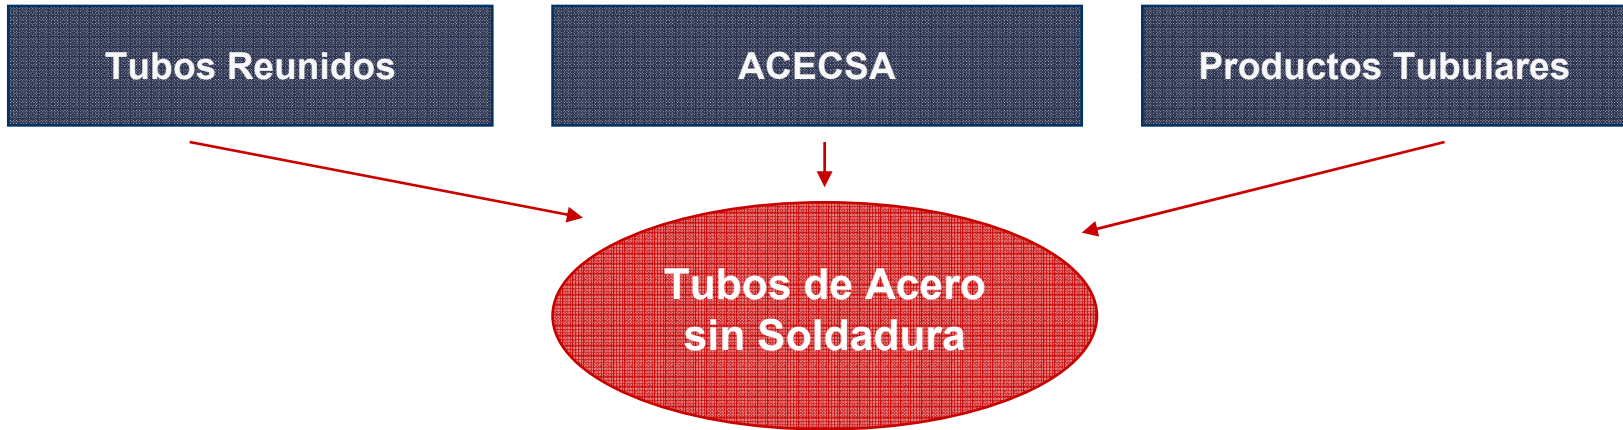 Tubos Reunidos
ACECSA
Productos Tubulares
Tubos de Acero
sin Soldadura